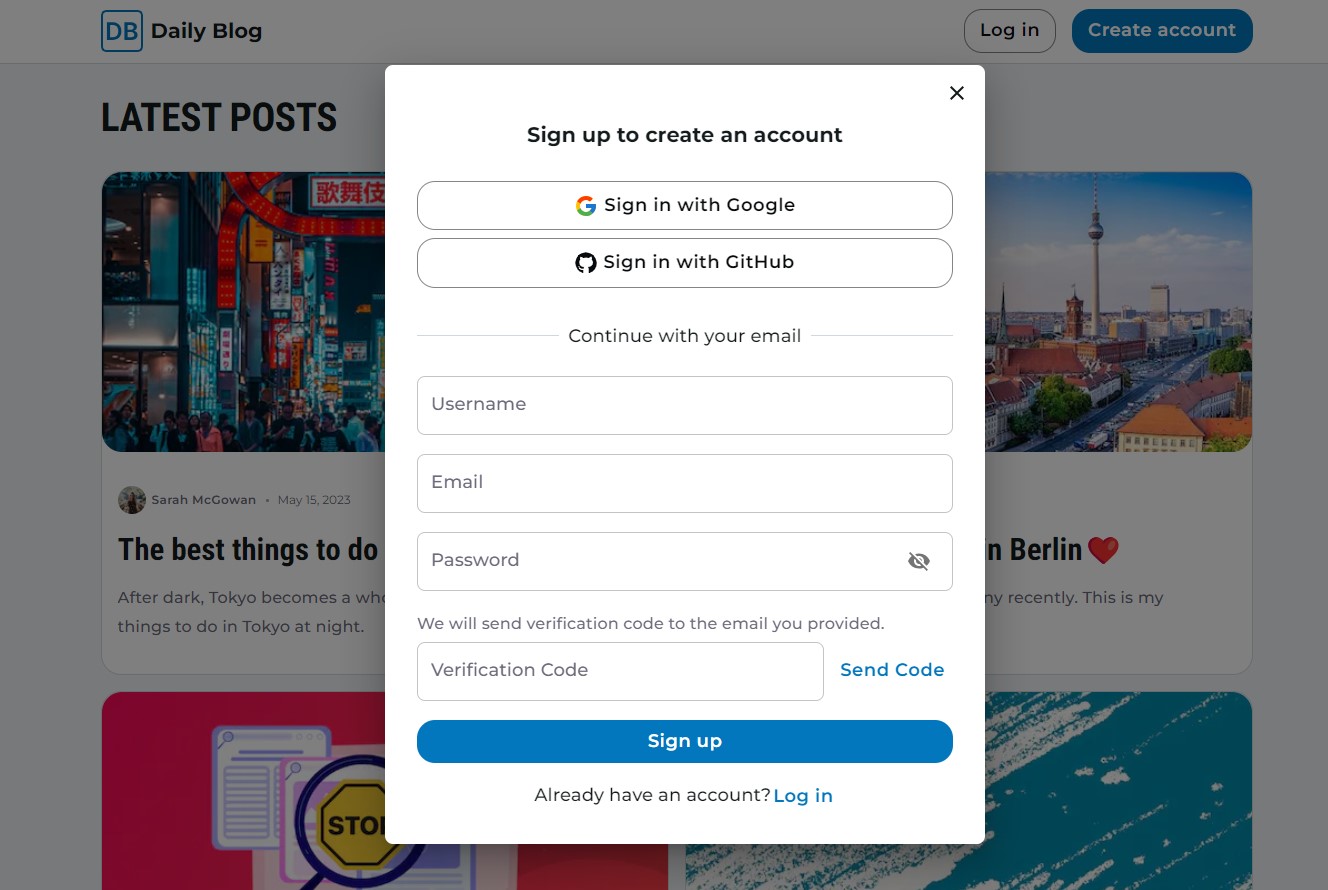 DB Daily Blog
Log in
Create account
LATEST POSTS
Sign up to create an account
Sign in with Google
Sign in with GitHub
Continue with your email
Username
Email
Password
We will send verification code to the email you provided.
Verification Code
Send Code
Sign up
Already have an account? Log in
歌舞伎
Sarah McGowan • May 15, 2023
The best things to do
After dark, Tokyo becomes a
things to do in Tokyo at night.
in Berlin
recently. This is my